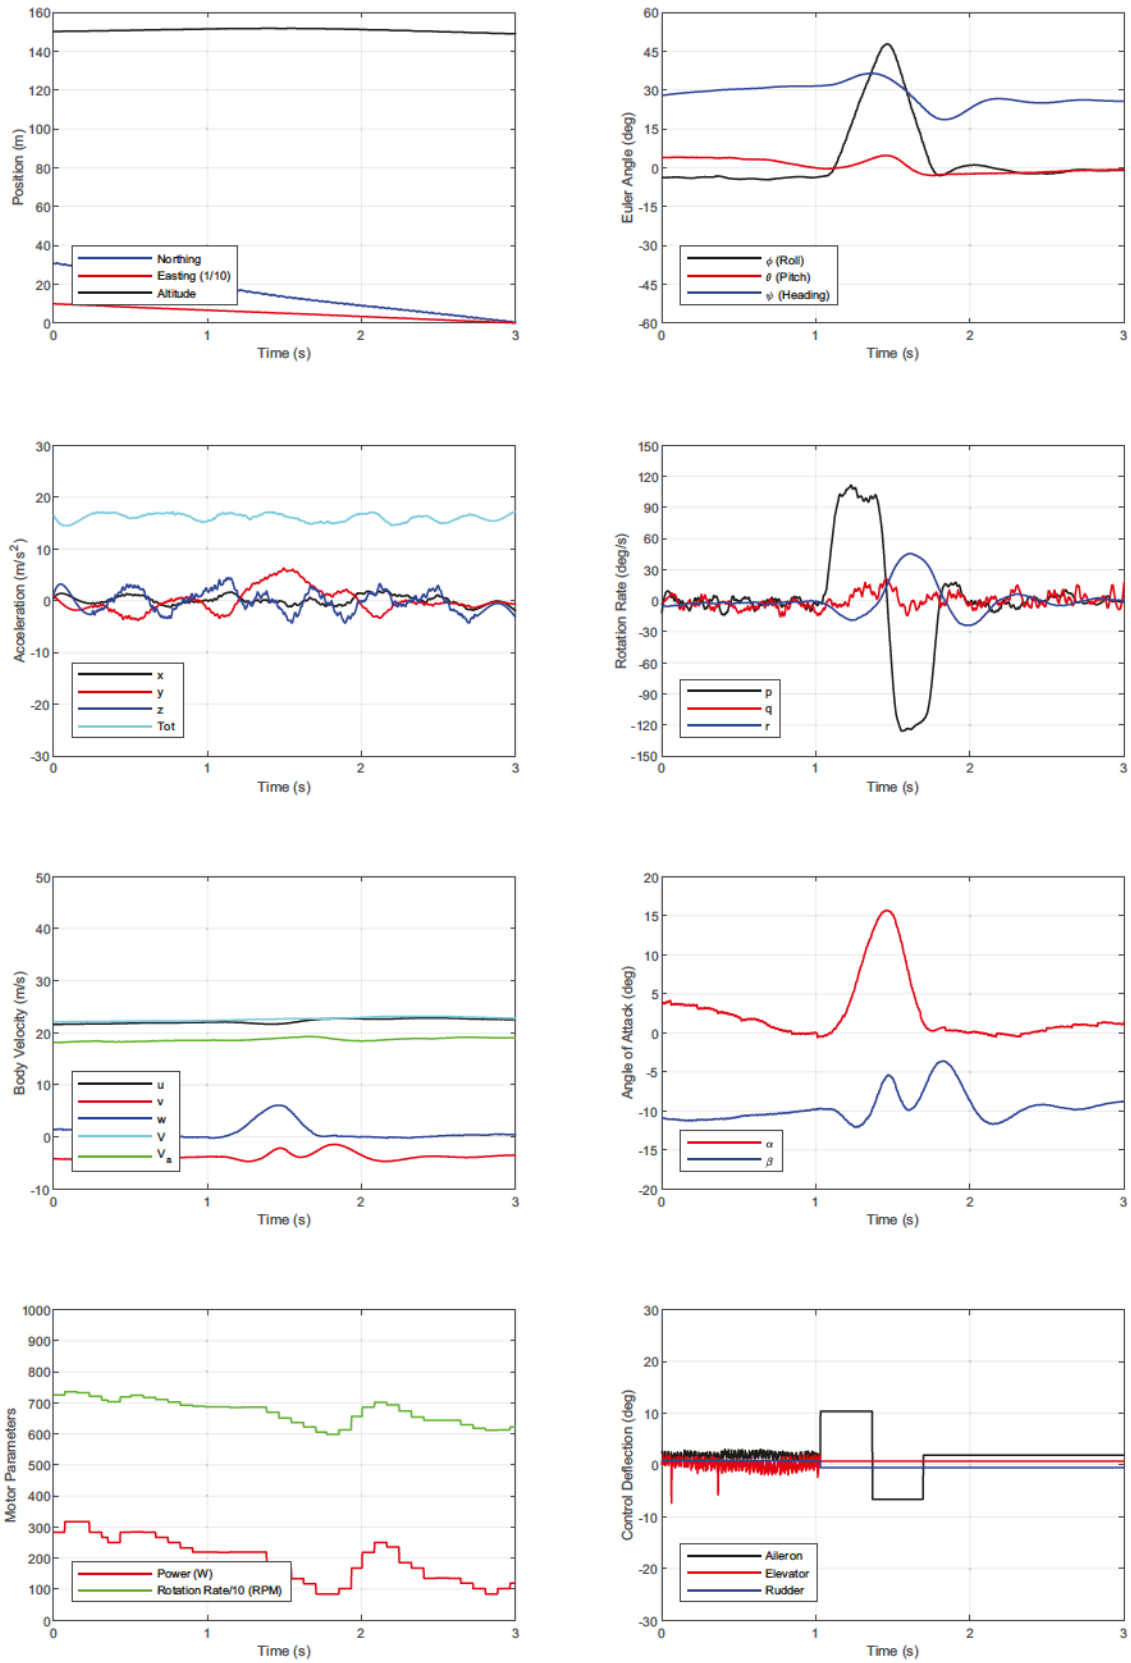 160
140
120
100
80
60
40
20
0
Position (m)
Northing
Easting (1/10)
Altitude
0 1 2 3
Time (s)
60
45
30
15
0
-15
-30
-45
-60
Euler Angle (deg)
ϕ (Roll)
θ (Pitch)
ψ (Heading)
0 1 2 3
Time (s)
30
20
10
0
-10
-20
-30
Acceleration (m/s²)
x
y
z
Tot
0 1 2 3
Time (s)
150
120
90
60
30
0
-30
-60
-90
-120
-150
Rotation Rate (deg/s)
p
q
r
0 1 2 3
Time (s)
50
40
30
20
10
0
-10
Body Velocity (m/s)
u
v
w
V
Vₐ
0 1 2 3
Time (s)
20
15
10
5
0
-5
-10
-15
-20
Angle of Attack (deg)
α
β
0 1 2 3
Time (s)
1000
900
800
700
600
500
400
300
200
100
0
Motor Parameters
Power (W)
Rotation Rate/10 (RPM)
0 1 2 3
Time (s)
30
20
10
0
-10
-20
-30
Control Deflection (deg)
Aileron
Elevator
Rudder
0 1 2 3
Time (s)